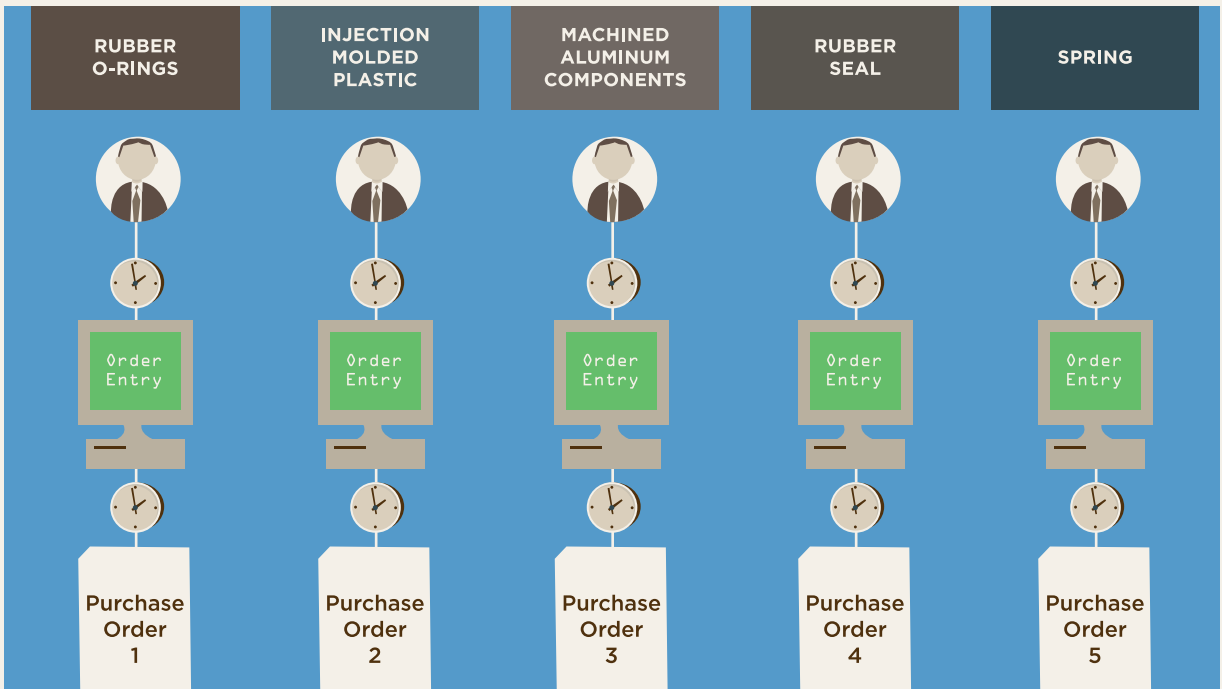 RUBBER
O-RINGS
INJECTION
MOLDED
PLASTIC
MACHINED
ALUMINUM
COMPONENTS
RUBBER
SEAL
SPRING
Order
Entry
Order
Entry
Order
Entry
Order
Entry
Order
Entry
Purchase
Order
1
Purchase
Order
2
Purchase
Order
3
Purchase
Order
4
Purchase
Order
5